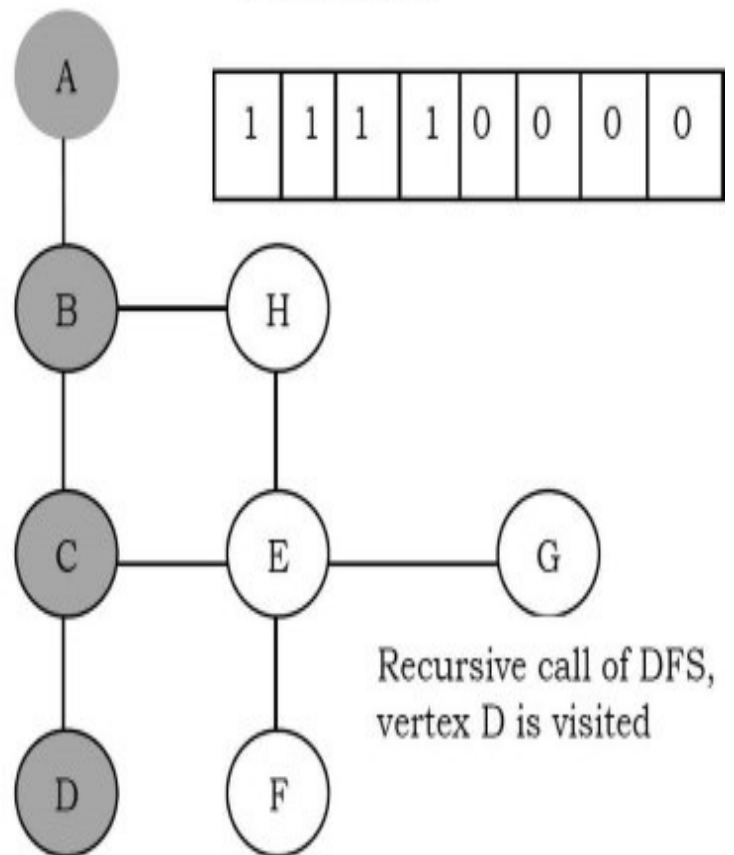 A
1 1 1 1 0 0 0 0
B H
C E G
Recursive call of DFS,
vertex D is visited
D F